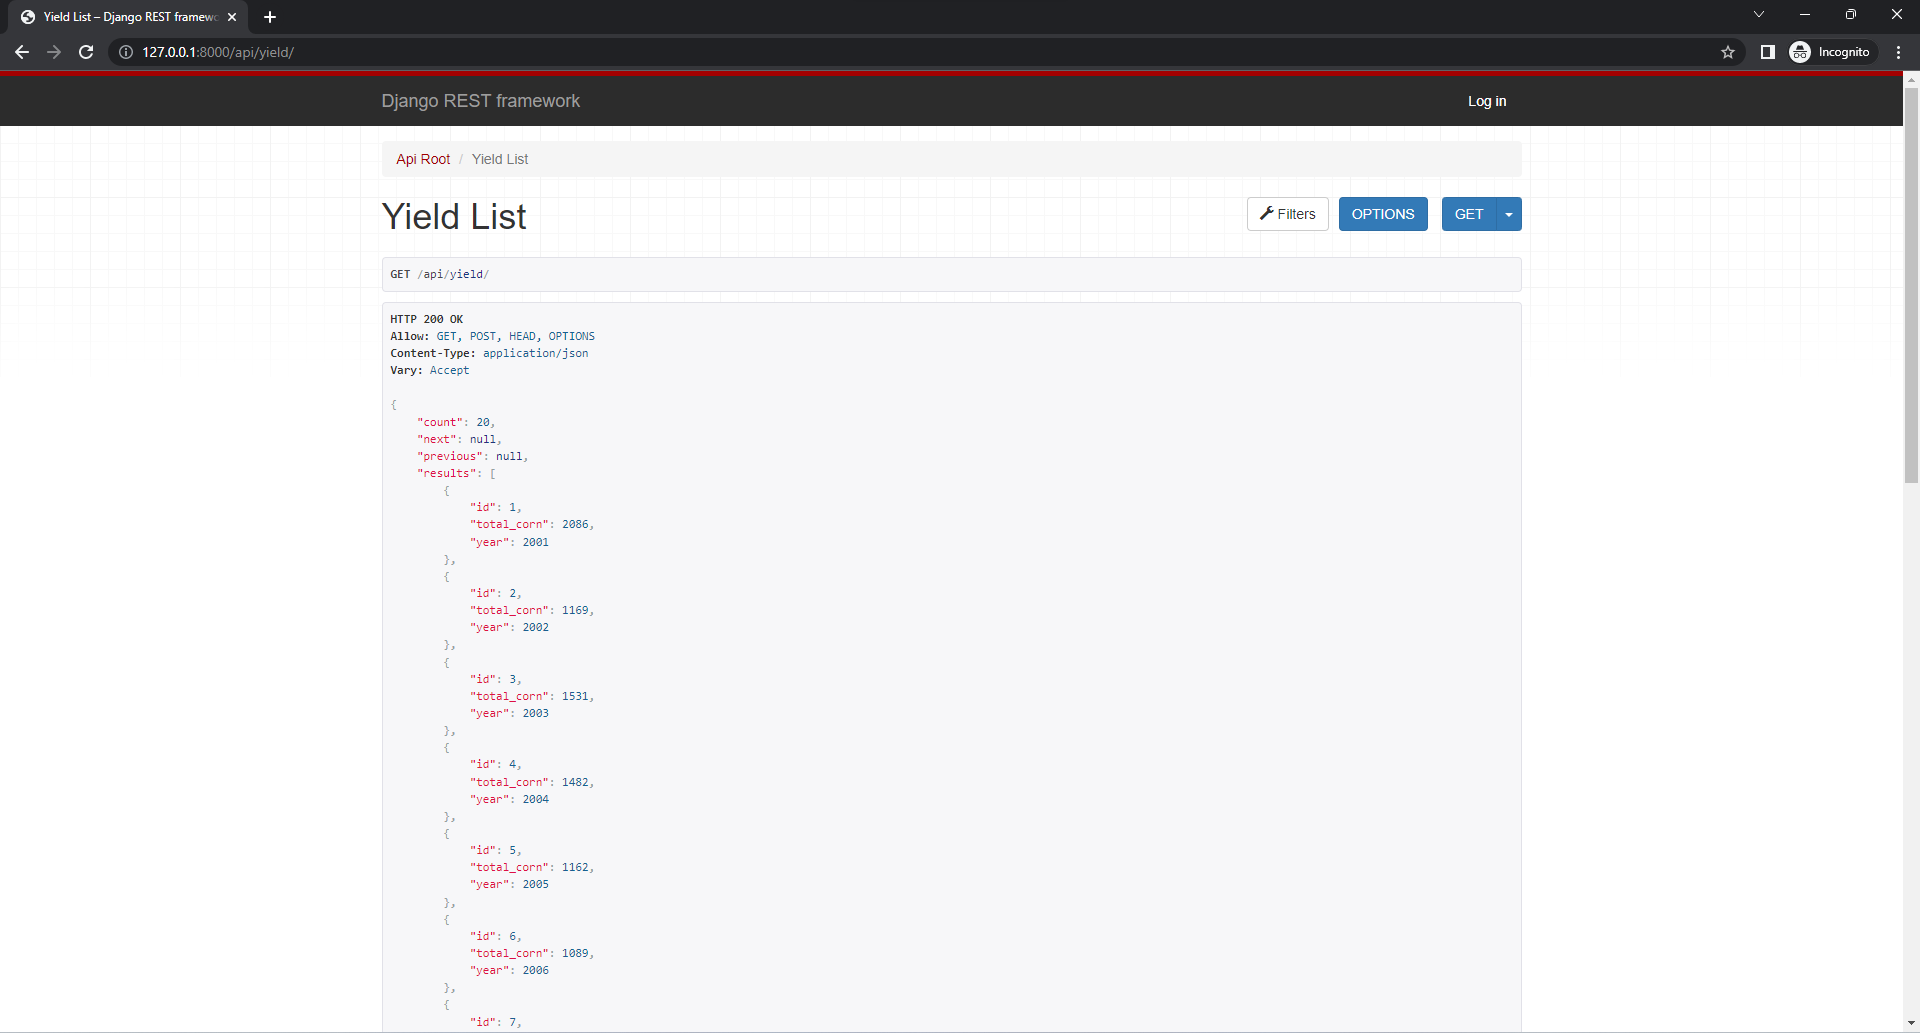 Yield List – Django REST framewo
127.0.0.1:8000/api/yield/
Incognito
Django REST framework
Log in
Api Root / Yield List
Yield List
Filters
OPTIONS
GET
GET /api/yield/
HTTP 200 OK
Allow: GET, POST, HEAD, OPTIONS
Content-Type: application/json
Vary: Accept
{
"count": 20,
"next": null,
"previous": null,
"results": [
{
"id": 1,
"total_corn": 2086,
"year": 2001
},
{
"id": 2,
"total_corn": 1169,
"year": 2002
},
{
"id": 3,
"total_corn": 1531,
"year": 2003
},
{
"id": 4,
"total_corn": 1482,
"year": 2004
},
{
"id": 5,
"total_corn": 1162,
"year": 2005
},
{
"id": 6,
"total_corn": 1089,
"year": 2006
},
{
"id": 7,